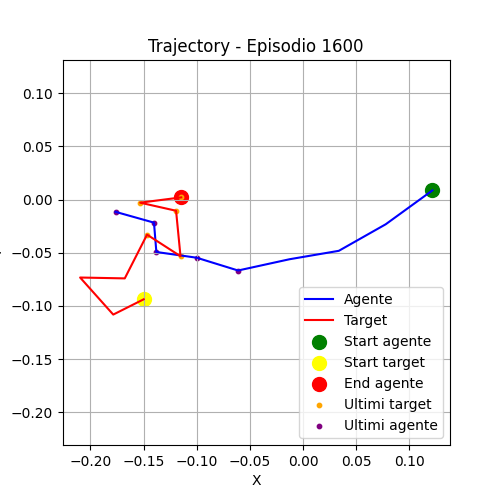 Trajectory - Episodio 1600
0.10
0.05
0.00
−0.05
−0.10
−0.15
−0.20
Agente
Target
Start agente
Start target
End agente
Ultimi target
Ultimi agente
−0.20 −0.15 −0.10 −0.05 0.00 0.05 0.10
X